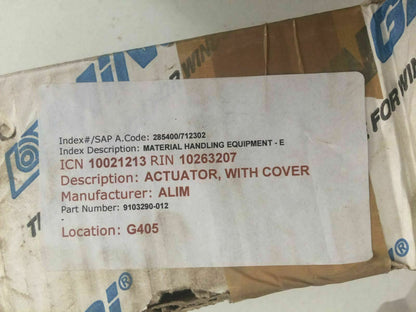 Index#/SAP A.Code: 285400/712302
Index Description: MATERIAL HANDLING EQUIPMENT - E
ICN 10021213 RIN 10263207
Description: ACTUATOR, WITH COVER
Manufacturer: ALIM
Part Number: 9103290-012
-
Location: G405